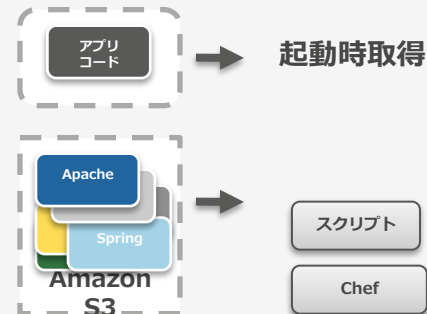 アプリ
コード
起動時取得
Apache
Spring
Amazon
S3
スクリプト
Chef